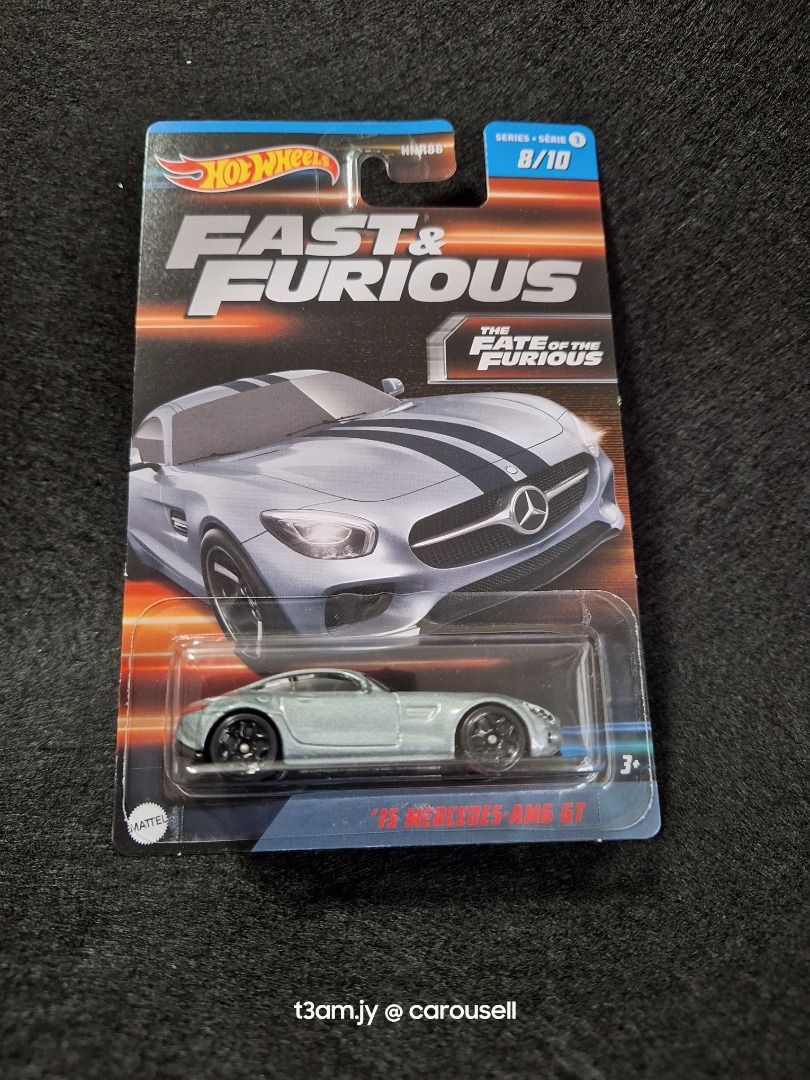 HOT WHEELS
HNR88
SERIES • SÉRIE 3
8/10
FAST &
FURIOUS
THE
FATE OF THE
FURIOUS
3+
MATTEL
'15 MERCEDES-AMG GT
t3am.jy @ carousell